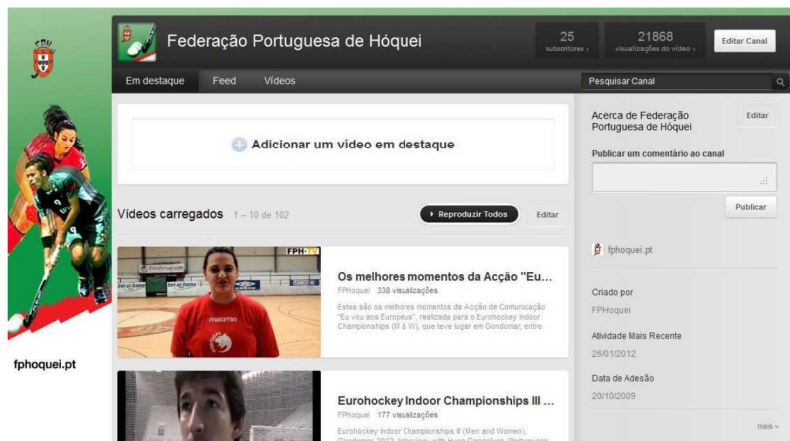 FPH
Federação Portuguesa de Hóquei
25
subscritores ›
21868
visualizações do vídeo ›
Editar Canal
Em destaque
Feed
Vídeos
Pesquisar Canal
Adicionar um vídeo em destaque
Vídeos carregados 1 – 10 de 102
Reproduzir Todos
Editar
FPH-TV
macron
Os melhores momentos da Acção "Eu...
FPHoquei 338 visualizações
Estes são os melhores momentos da Acção de Comunicação
"Eu vou aos Europeus", realizada para o Eurohockey Indoor
Championships (M & W), que teve lugar em Gondomar, entre
Eurohockey Indoor Championships III ...
FPHoquei 177 visualizações
Eurohockey Indoor Championships III (Men and Women),
Acerca de Federação
Portuguesa de Hóquei
Editar
Publicar um comentário ao canal
Publicar
fphoquei.pt
Criado por
FPHoquei
Atividade Mais Recente
26/01/2012
Data de Adesão
20/10/2009
mais
fphoquei.pt